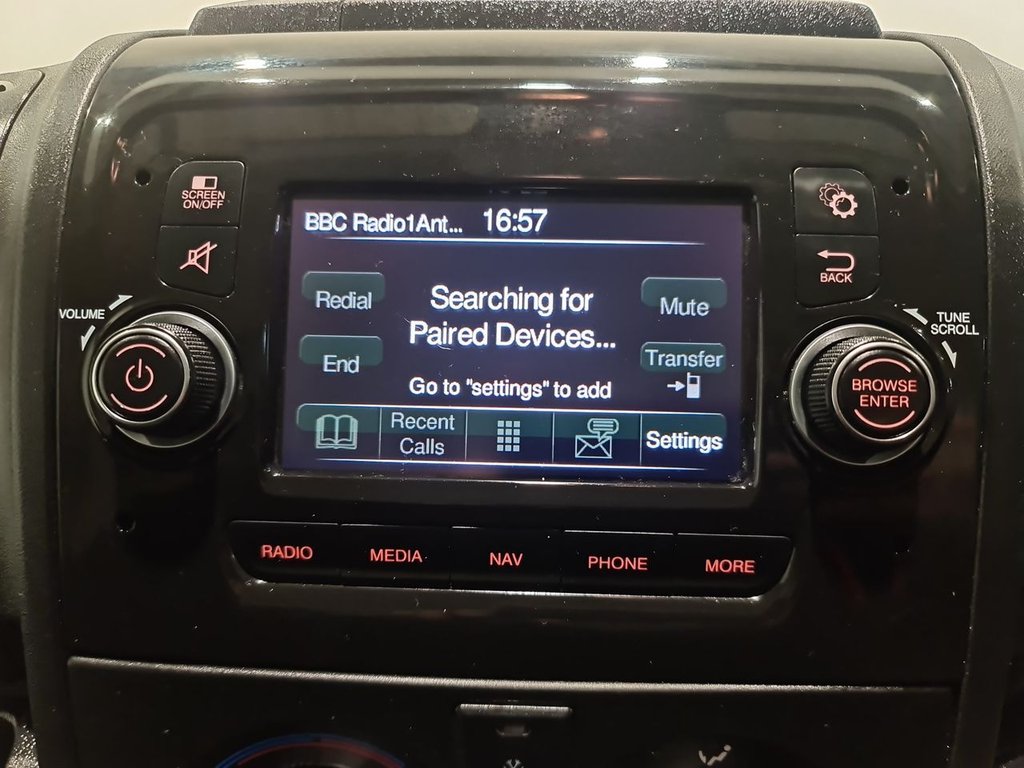 SCREEN
ON/OFF
VOLUME
BBC Radio1Ant... 16:57
Redial
Searching for
Paired Devices...
Mute
End
Transfer
Go to "settings" to add
Recent
Calls
Settings
BACK
TUNE
SCROLL
BROWSE
ENTER
RADIO
MEDIA
NAV
PHONE
MORE